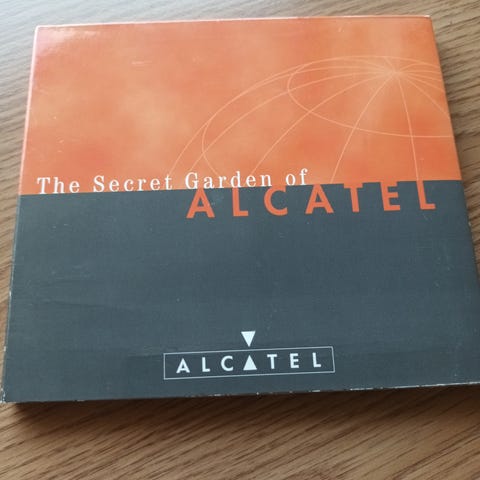 The Secret Garden of
ALCATEL
ALCATEL